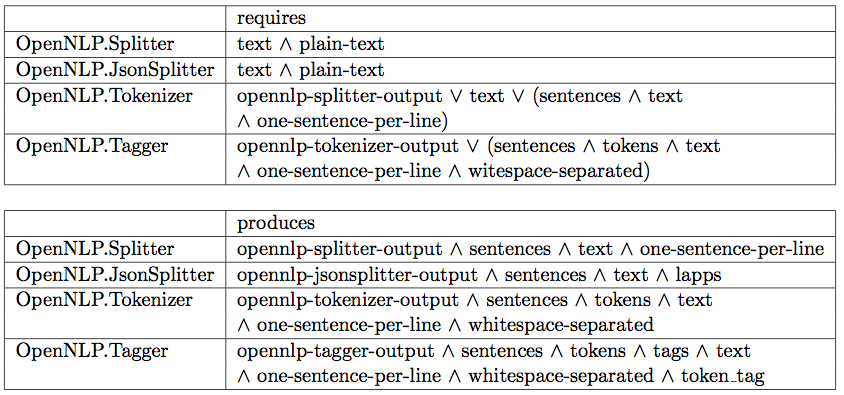 requires
OpenNLP.Splitter text ∧ plain-text
OpenNLP.JsonSplitter text ∧ plain-text
OpenNLP.Tokenizer opennlp-splitter-output ∨ text ∨ (sentences ∧ text
∧ one-sentence-per-line)
OpenNLP.Tagger opennlp-tokenizer-output ∨ (sentences ∧ tokens ∧ text
∧ one-sentence-per-line ∧ witespace-separated)
produces
OpenNLP.Splitter opennlp-splitter-output ∧ sentences ∧ text ∧ one-sentence-per-line
OpenNLP.JsonSplitter opennlp-jsonsplitter-output ∧ sentences ∧ text ∧ lapps
OpenNLP.Tokenizer opennlp-tokenizer-output ∧ sentences ∧ tokens ∧ text
∧ one-sentence-per-line ∧ whitespace-separated
OpenNLP.Tagger opennlp-tagger-output ∧ sentences ∧ tokens ∧ tags ∧ text
∧ one-sentence-per-line ∧ whitespace-separated ∧ token_tag